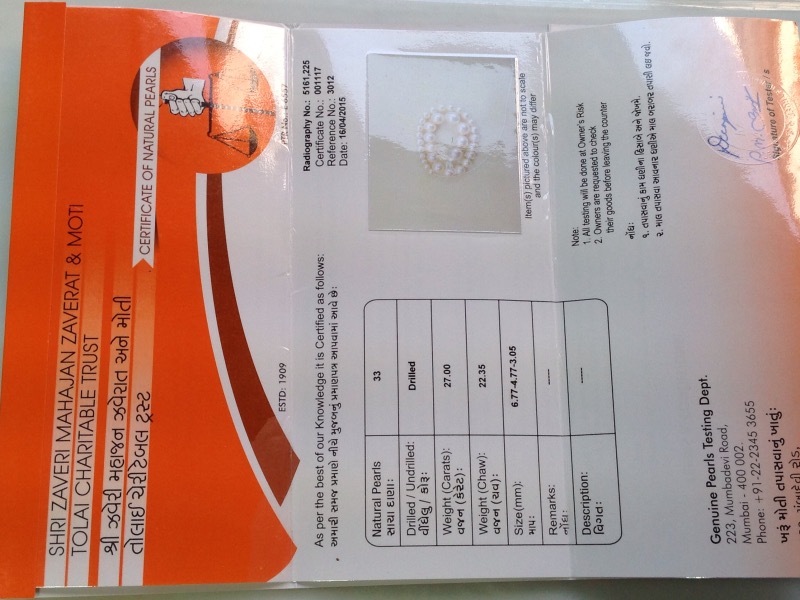 SHRI ZAVERI MAHAJAN ZAVERAT & MOTI
TOLAI CHARITABLE TRUST
શ્રી ઝવેરી મહાજન ઝવેરાત અને મોતી
તોલાઈ ચેરીટેબલ ટ્રસ્ટ
CERTIFICATE OF NATURAL PEARLS
ESTD: 1909
Radiography No.: 5161,225
Certificate No.: 001117
Reference No.: 3012
Date: 16/04/2015
As per the best of our Knowledge it is Certified as follows:
અમારી સમજ પ્રમાણે નીચે મુજબનું પ્રમાણપત્ર આપવામાં આવે છે:
Natural Pearls 33
સાચા દાણા:
Drilled / Undrilled: Drilled
વીંધેલુ / કોરૂ:
Weight (Carats): 27.00
વજન (કેરેટ):
Weight (Chaw): 22.35
વજન (ચવ):
Size(mm): 6.77-4.77-3.05
માપ:
Remarks: -----
નોંધ:
Description: -----
વિગત:
Item(s) pictured above are not to scale
and the colour(s) may differ
Note:
1. All testing will be done at Owner's Risk
2. Owners are requested to check
their goods before leaving the counter
નોંધ:
૧. તપાસવાનું કામ ધણીના હિસાબે અને જોખમે.
૨. માલ તપાસવા આવનાર ધણીએ માલ બરાબર તપાસી લઇ જવો.
Signature of Tester's
Genuine Pearls Testing Dept.
223, Mumbadevi Road,
Mumbai - 400 002.
Phone: +91-22-2345 3655
ખરૂ મોતી તપાસવાનું ખાતું: